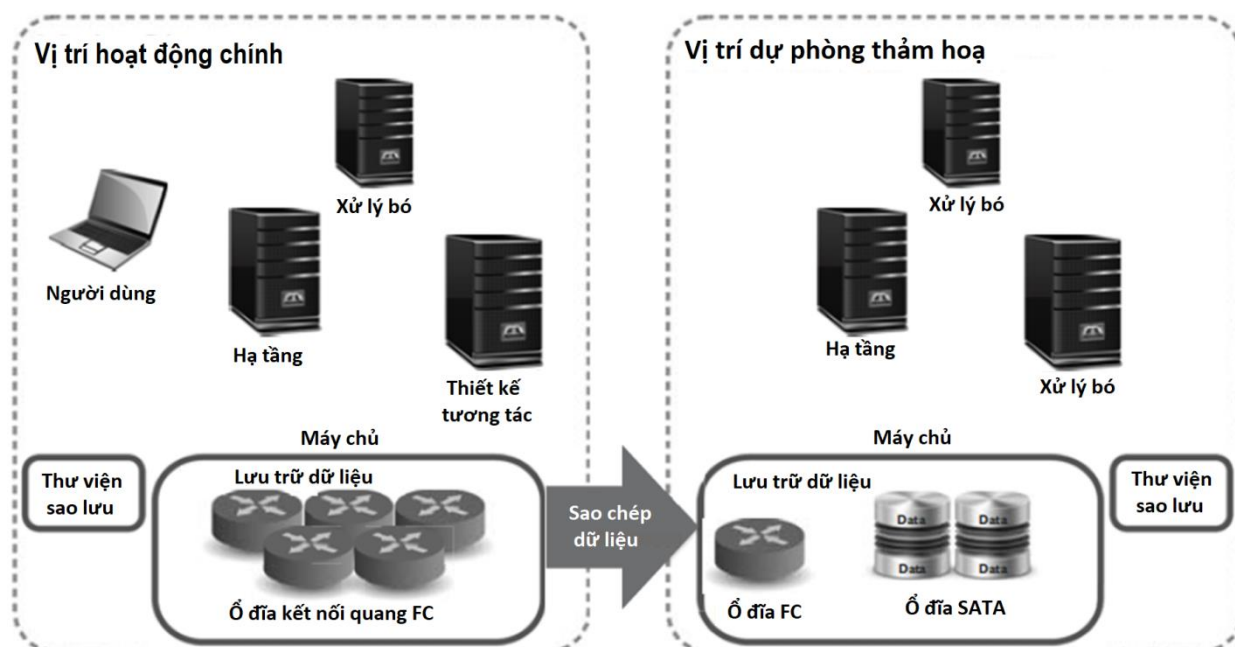 Vị trí hoạt động chính
Xử lý bó
Người dùng
Hạ tầng
Thiết kế
tương tác
Máy chủ
Thư viện
sao lưu
Lưu trữ dữ liệu
Ổ đĩa kết nối quang FC
Sao chép
dữ liệu
Vị trí dự phòng thảm hoạ
Xử lý bó
Hạ tầng
Xử lý bó
Máy chủ
Lưu trữ dữ liệu
Data
Data
Data
Data
Ổ đĩa FC
Ổ đĩa SATA
Thư viện
sao lưu